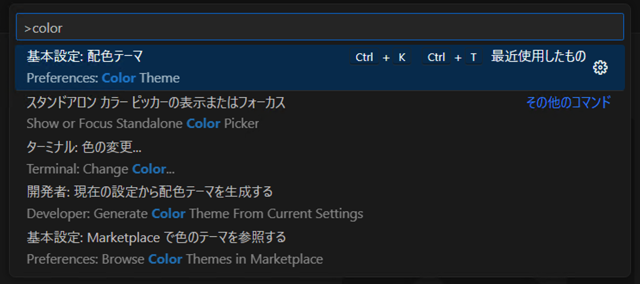 >color
基本設定: 配色テーマ Ctrl + K Ctrl + T 最近使用したもの
Preferences: Color Theme
スタンドアロン カラー ピッカーの表示またはフォーカス その他のコマンド
Show or Focus Standalone Color Picker
ターミナル: 色の変更...
Terminal: Change Color...
開発者: 現在の設定から配色テーマを生成する
Developer: Generate Color Theme From Current Settings
基本設定: Marketplace で色のテーマを参照する
Preferences: Browse Color Themes in Marketplace